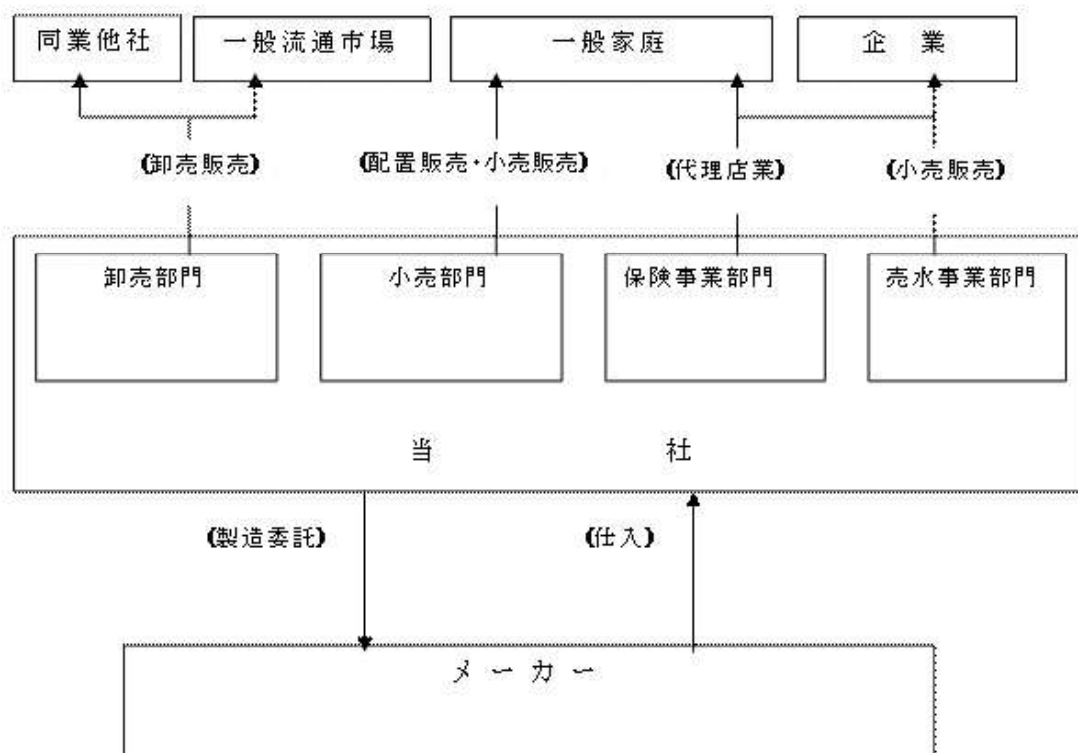 同業他社 一般流通市場 一般家庭 企業
(卸売販売) (配置販売・小売販売) (代理店業) (小売販売)
卸売部門 小売部門 保険事業部門 売水事業部門
当社
(製造委託) (仕入)
メーカー